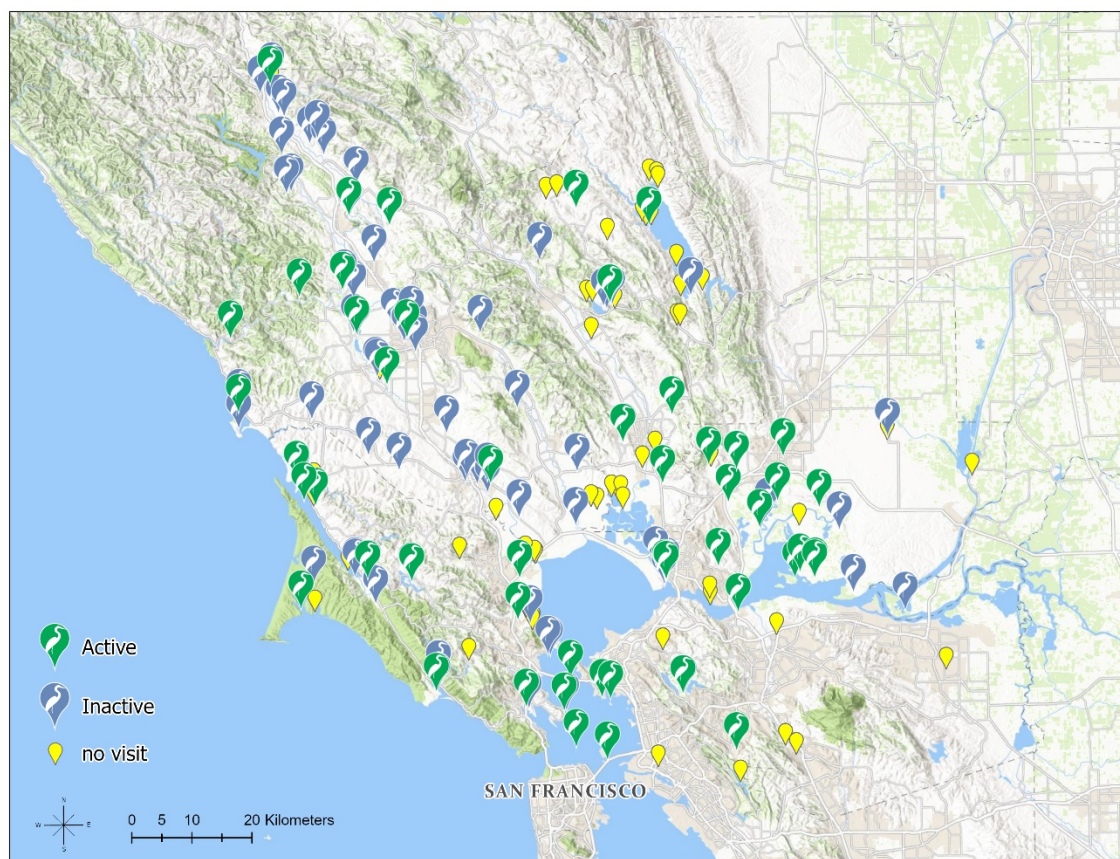 Active
Inactive
no visit
SAN FRANCISCO
N
W
E
S
0 5 10 20 Kilometers